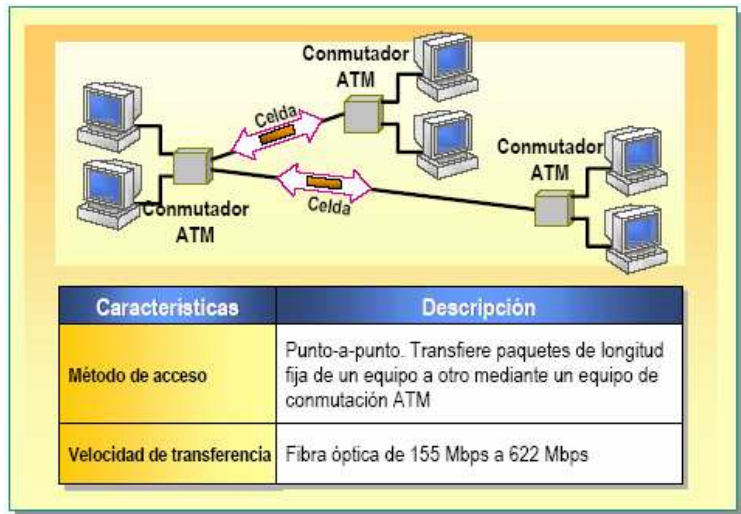 Conmutador
ATM
Celda
Conmutador
ATM
Celda
Conmutador
ATM
Características
Descripción
Método de acceso
Punto-a-punto. Transfiere paquetes de longitud
fija de un equipo a otro mediante un equipo de
conmutación ATM
Velocidad de transferencia
Fibra óptica de 155 Mbps a 622 Mbps